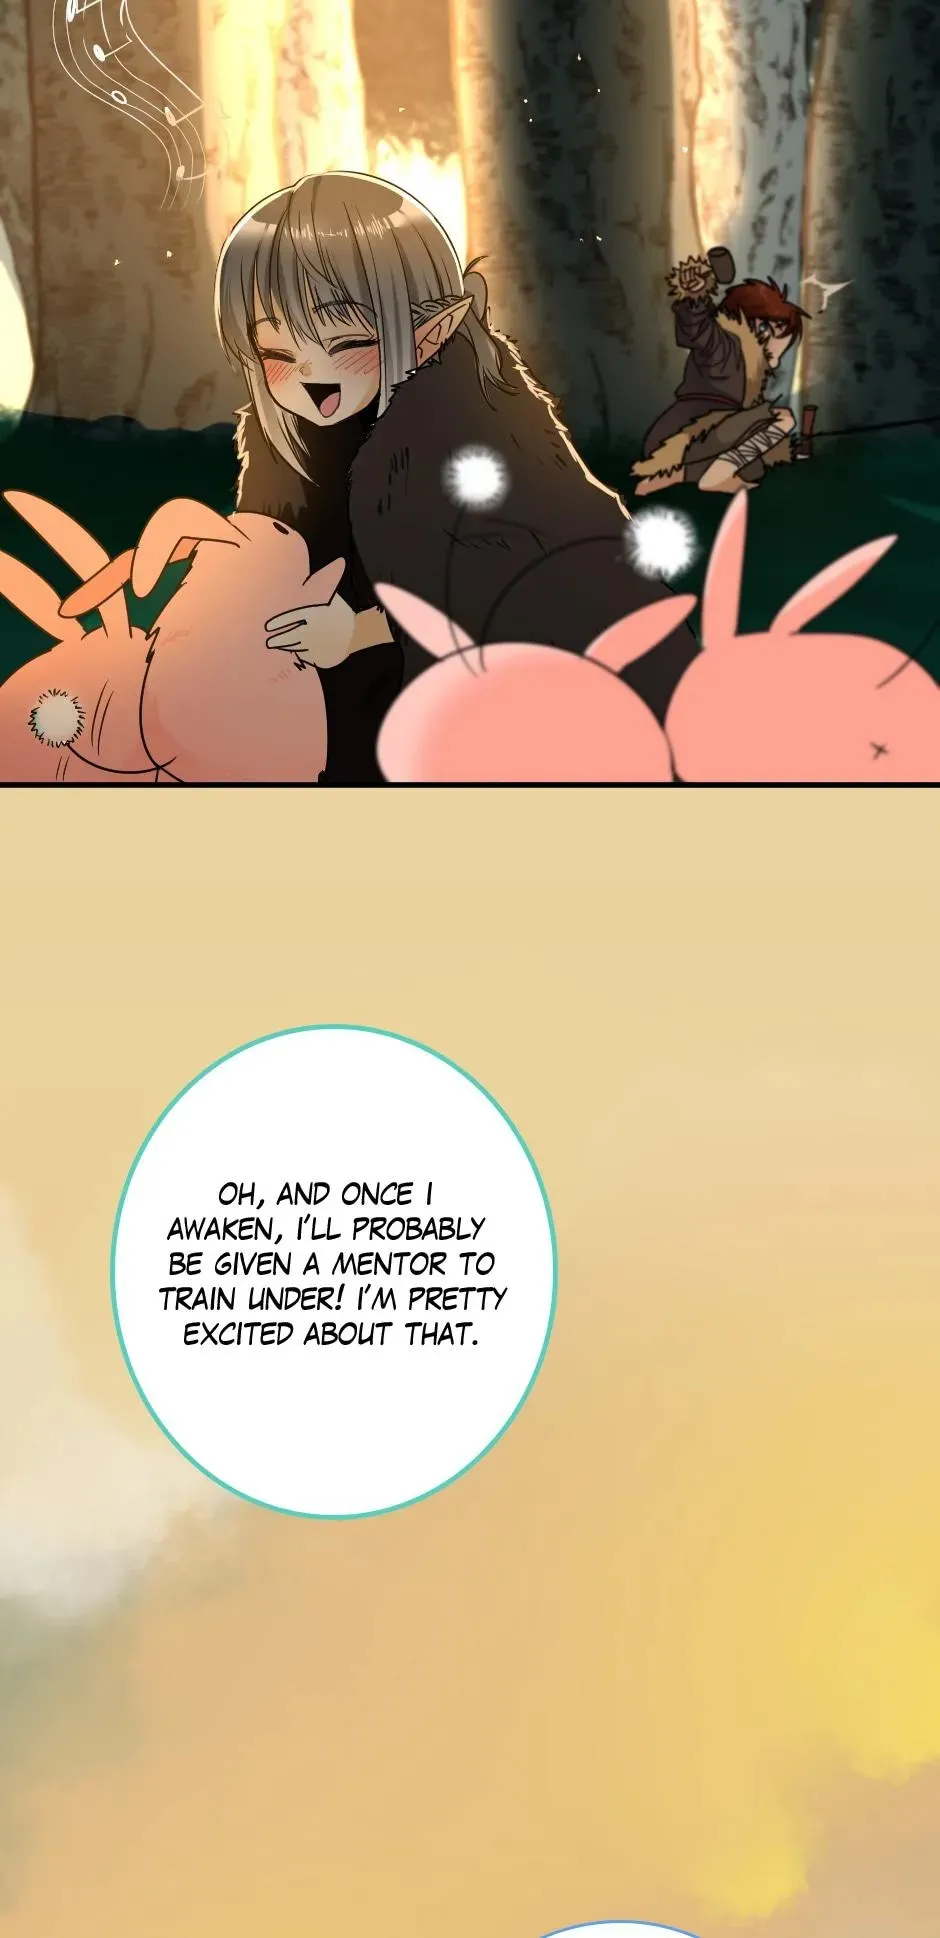 OH, AND ONCE I
AWAKEN, I'LL PROBABLY
BE GIVEN A MENTOR TO
TRAIN UNDER! I'M PRETTY
EXCITED ABOUT THAT.